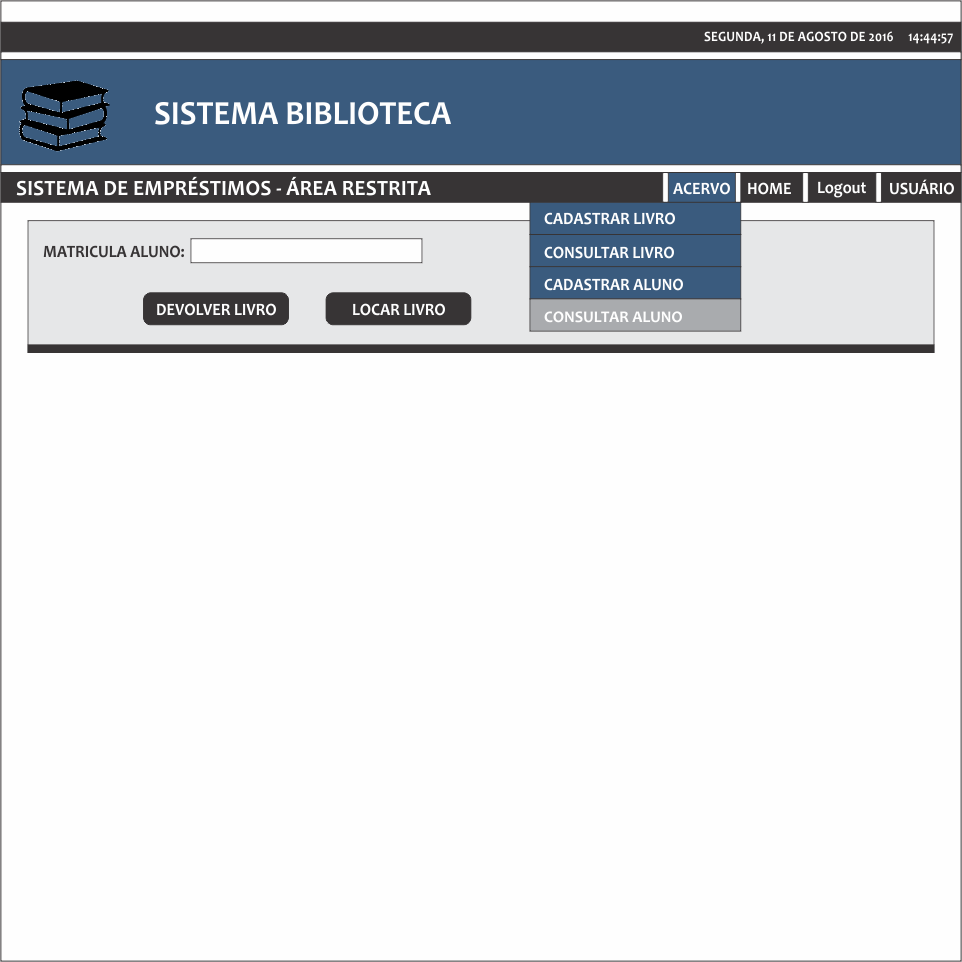 SEGUNDA, 11 DE AGOSTO DE 2016 14:44:57
SISTEMA BIBLIOTECA
SISTEMA DE EMPRÉSTIMOS - ÁREA RESTRITA ACERVO HOME Logout USUÁRIO
CADASTRAR LIVRO
MATRICULA ALUNO: CONSULTAR LIVRO
CADASTRAR ALUNO
DEVOLVER LIVRO LOCAR LIVRO CONSULTAR ALUNO